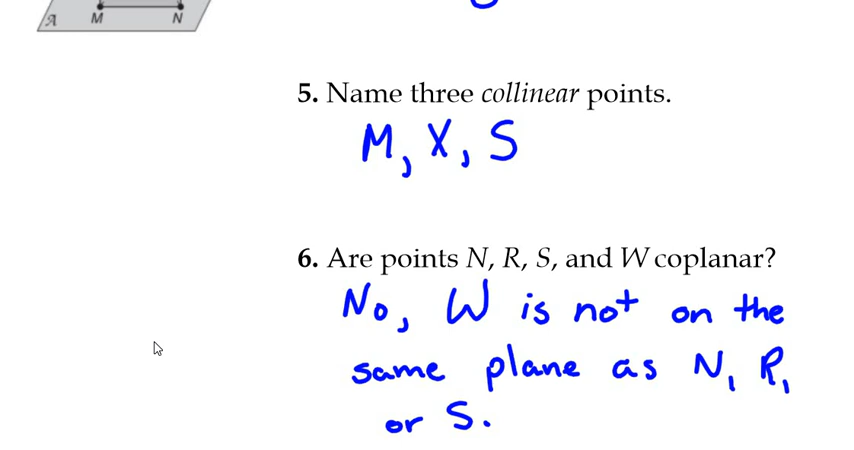 𝒜 M N
5. Name three collinear points.
M, X, S
6. Are points N, R, S, and W coplanar?
No, W is not on the
same plane as N, R,
or S.